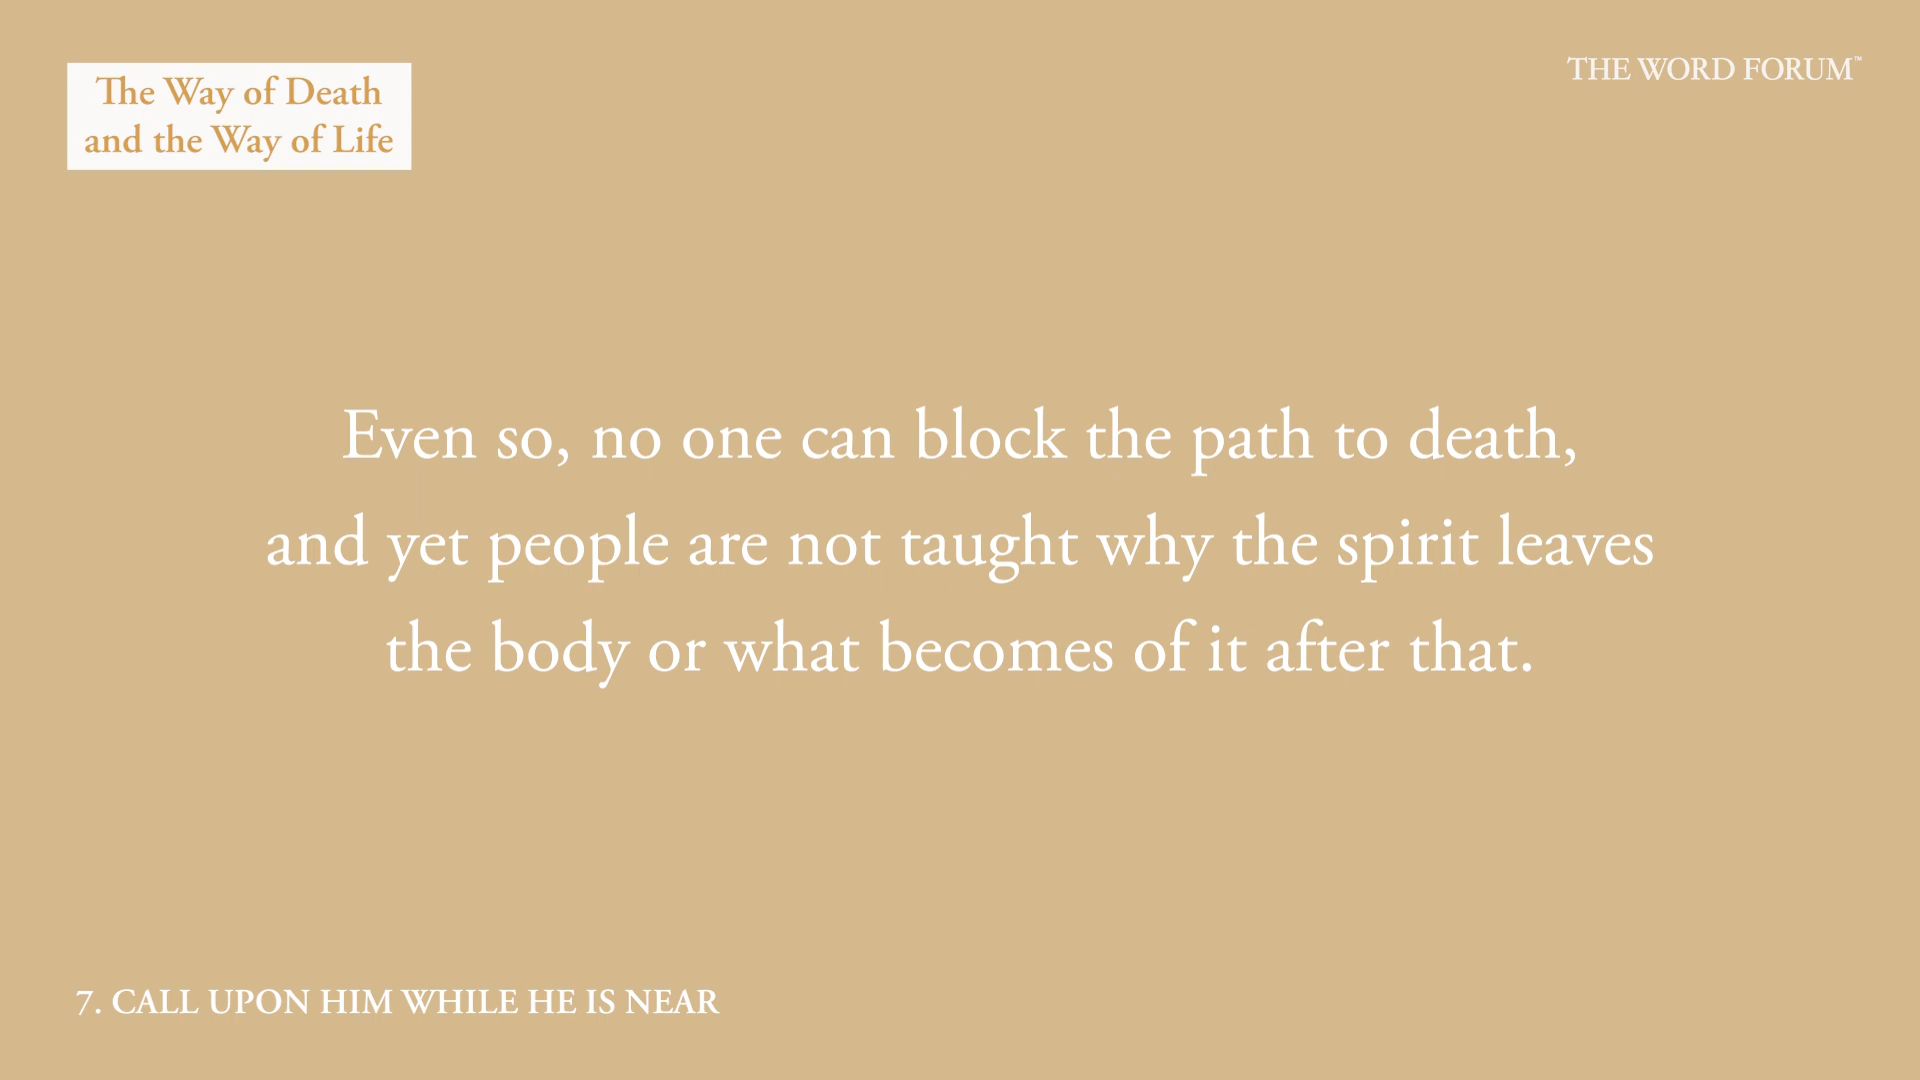 The Way of Death
and the Way of Life
THE WORD FORUM™
Even so, no one can block the path to death,
and yet people are not taught why the spirit leaves
the body or what becomes of it after that.
7. CALL UPON HIM WHILE HE IS NEAR